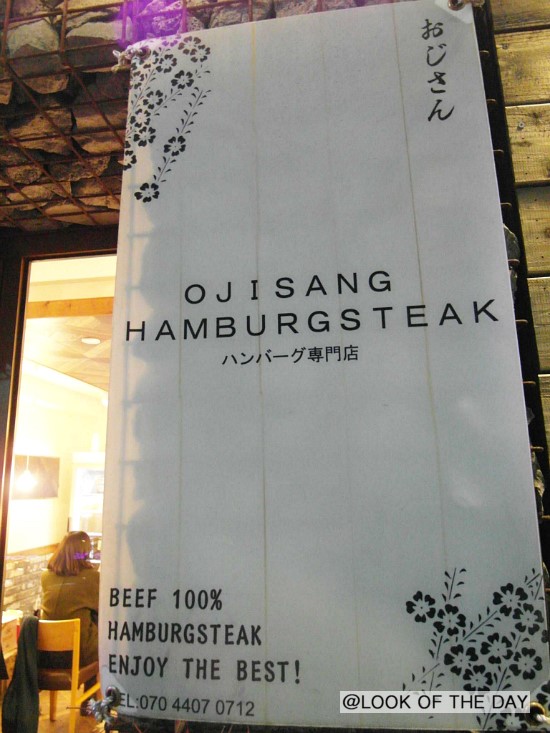 おじさん
OJISANG
HAMBURGSTEAK
ハンバーグ専門店
BEEF 100%
HAMBURGSTEAK
ENJOY THE BEST!
TEL:070 4407 0712
@LOOK OF THE DAY